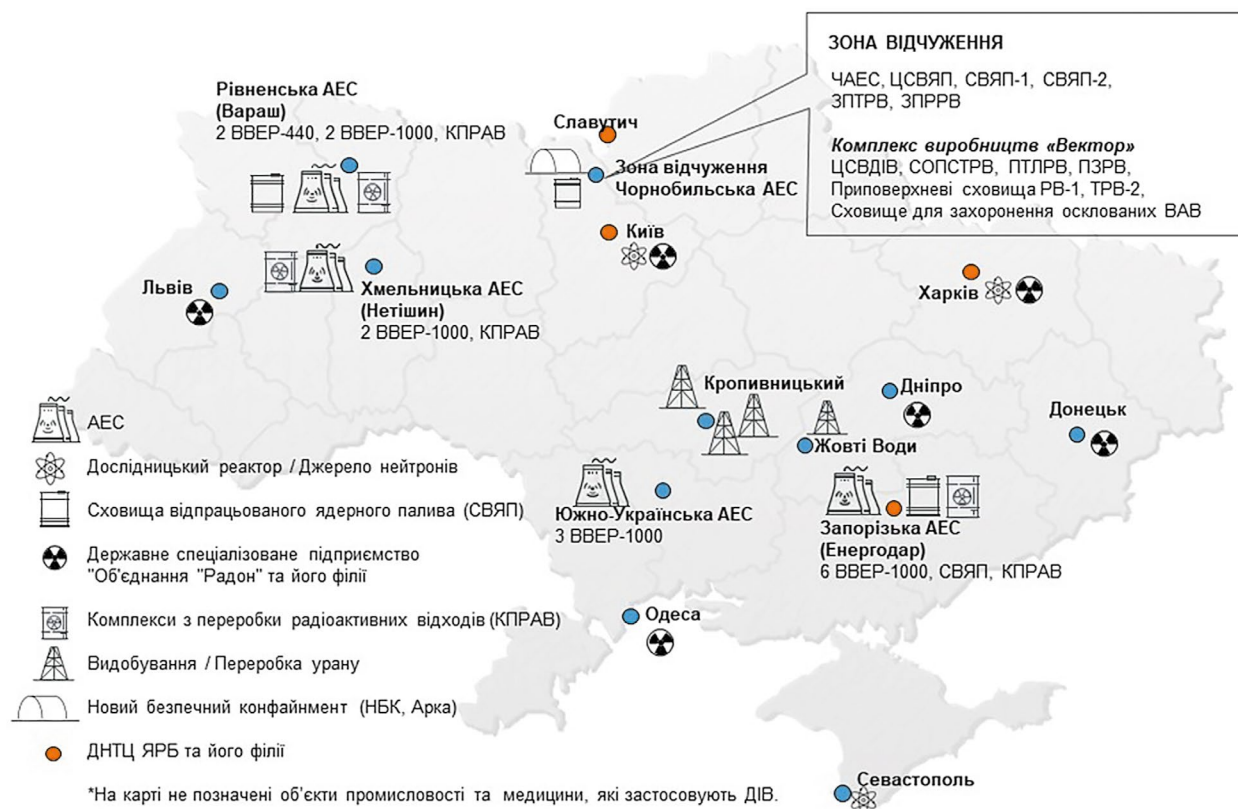 ЗОНА ВІДЧУЖЕННЯ
ЧАЕС, ЦСВЯП, СВЯП-1, СВЯП-2,
ЗПТРВ, ЗПРРВ
Комплекс виробництв «Вектор»
ЦСВДІВ, СОПСТРВ, ПТЛРВ, ПЗРВ,
Приповерхневі сховища РВ-1, ТРВ-2,
Сховище для захоронення осклованих ВАВ
Рівненська АЕС
(Вараш)
2 ВВЕР-440, 2 ВВЕР-1000, КПРАВ
Славутич
Зона відчуження
Чорнобильська АЕС
Київ
Львів
Хмельницька АЕС
(Нетішин)
2 ВВЕР-1000, КПРАВ
Харків
Кропивницький
Дніпро
Жовті Води
Донецьк
Южно-Українська АЕС
3 ВВЕР-1000
Запорізька АЕС
(Енергодар)
6 ВВЕР-1000, СВЯП, КПРАВ
Одеса
Севастополь
АЕС
Дослідницький реактор / Джерело нейтронів
Сховища відпрацьованого ядерного палива (СВЯП)
Державне спеціалізоване підприємство
"Об'єднання "Радон" та його філії
Комплекси з переробки радіоактивних відходів (КПРАВ)
Видобування / Переробка урану
Новий безпечний конфайнмент (НБК, Арка)
ДНТЦ ЯРБ та його філії
*На карті не позначені об'єкти промисловості та медицини, які застосовують ДІВ.